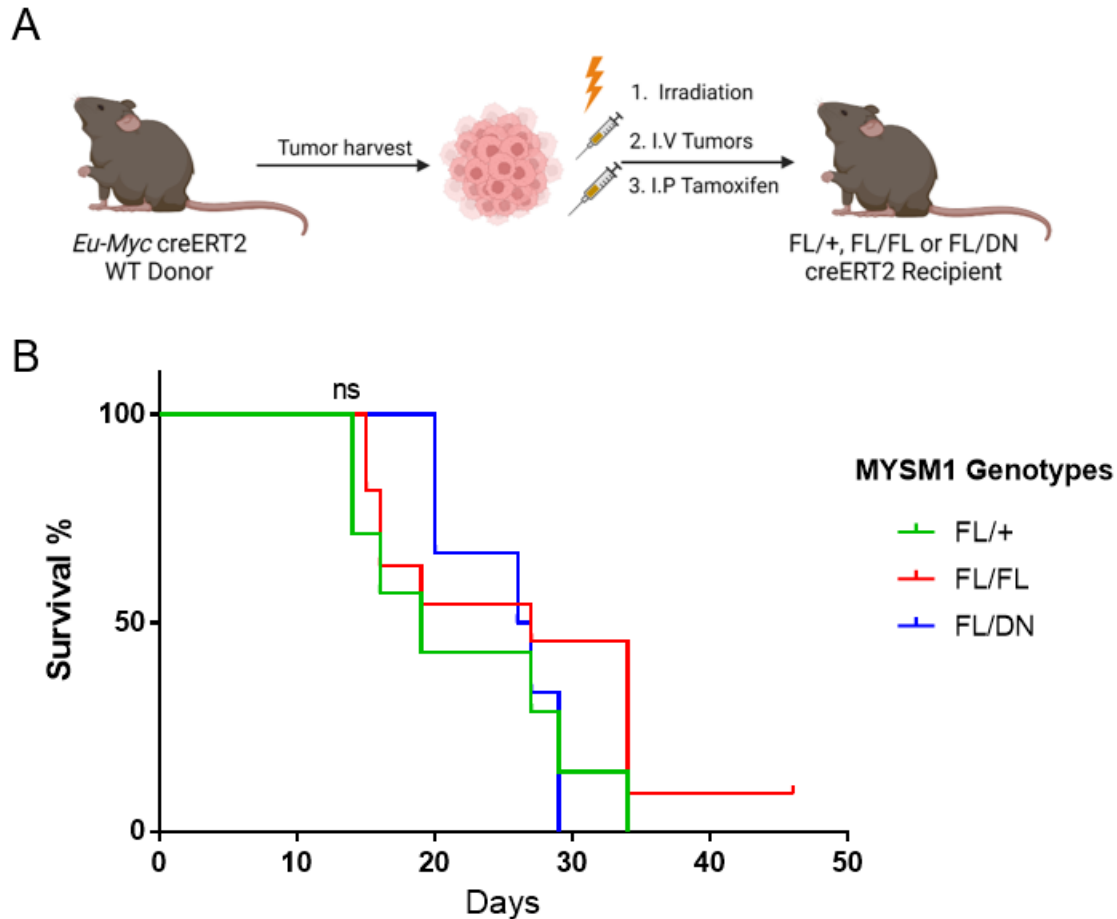 A
Tumor harvest
1. Irradiation
2. I.V Tumors
3. I.P Tamoxifen
Eu-Myc creERT2
WT Donor
FL/+, FL/FL or FL/DN
creERT2 Recipient
B
ns
100
50
0
Survival %
0 10 20 30 40 50
Days
MYSM1 Genotypes
FL/+
FL/FL
FL/DN